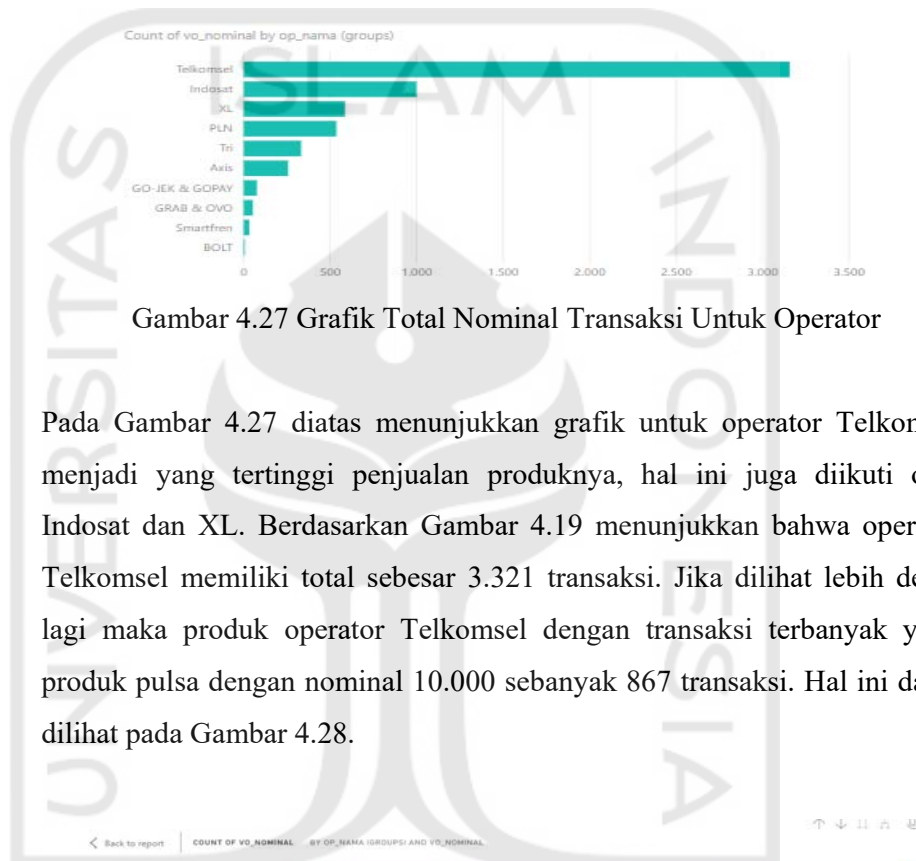 Count of vo_nominal by op_nama (groups)
Telkomsel
Indosat
XL
PLN
Tri
Axis
GO-JEK & GOPAY
GRAB & OVO
Smartfren
BOLT
0 500 1.000 1.500 2.000 2.500 3.000 3.500
Gambar 4.27 Grafik Total Nominal Transaksi Untuk Operator
Pada Gambar 4.27 diatas menunjukkan grafik untuk operator Telkom
menjadi yang tertinggi penjualan produknya, hal ini juga diikuti
Indosat dan XL. Berdasarkan Gambar 4.19 menunjukkan bahwa oper
Telkomsel memiliki total sebesar 3.321 transaksi. Jika dilihat lebih de
lagi maka produk operator Telkomsel dengan transaksi terbanyak y
produk pulsa dengan nominal 10.000 sebanyak 867 transaksi. Hal ini da
dilihat pada Gambar 4.28.
Back to report COUNT OF VO_NOMINAL BY OP_NAMA (GROUPS) AND VO_NOMINAL
UNIVERSITAS
ISLAM
INDONESIA